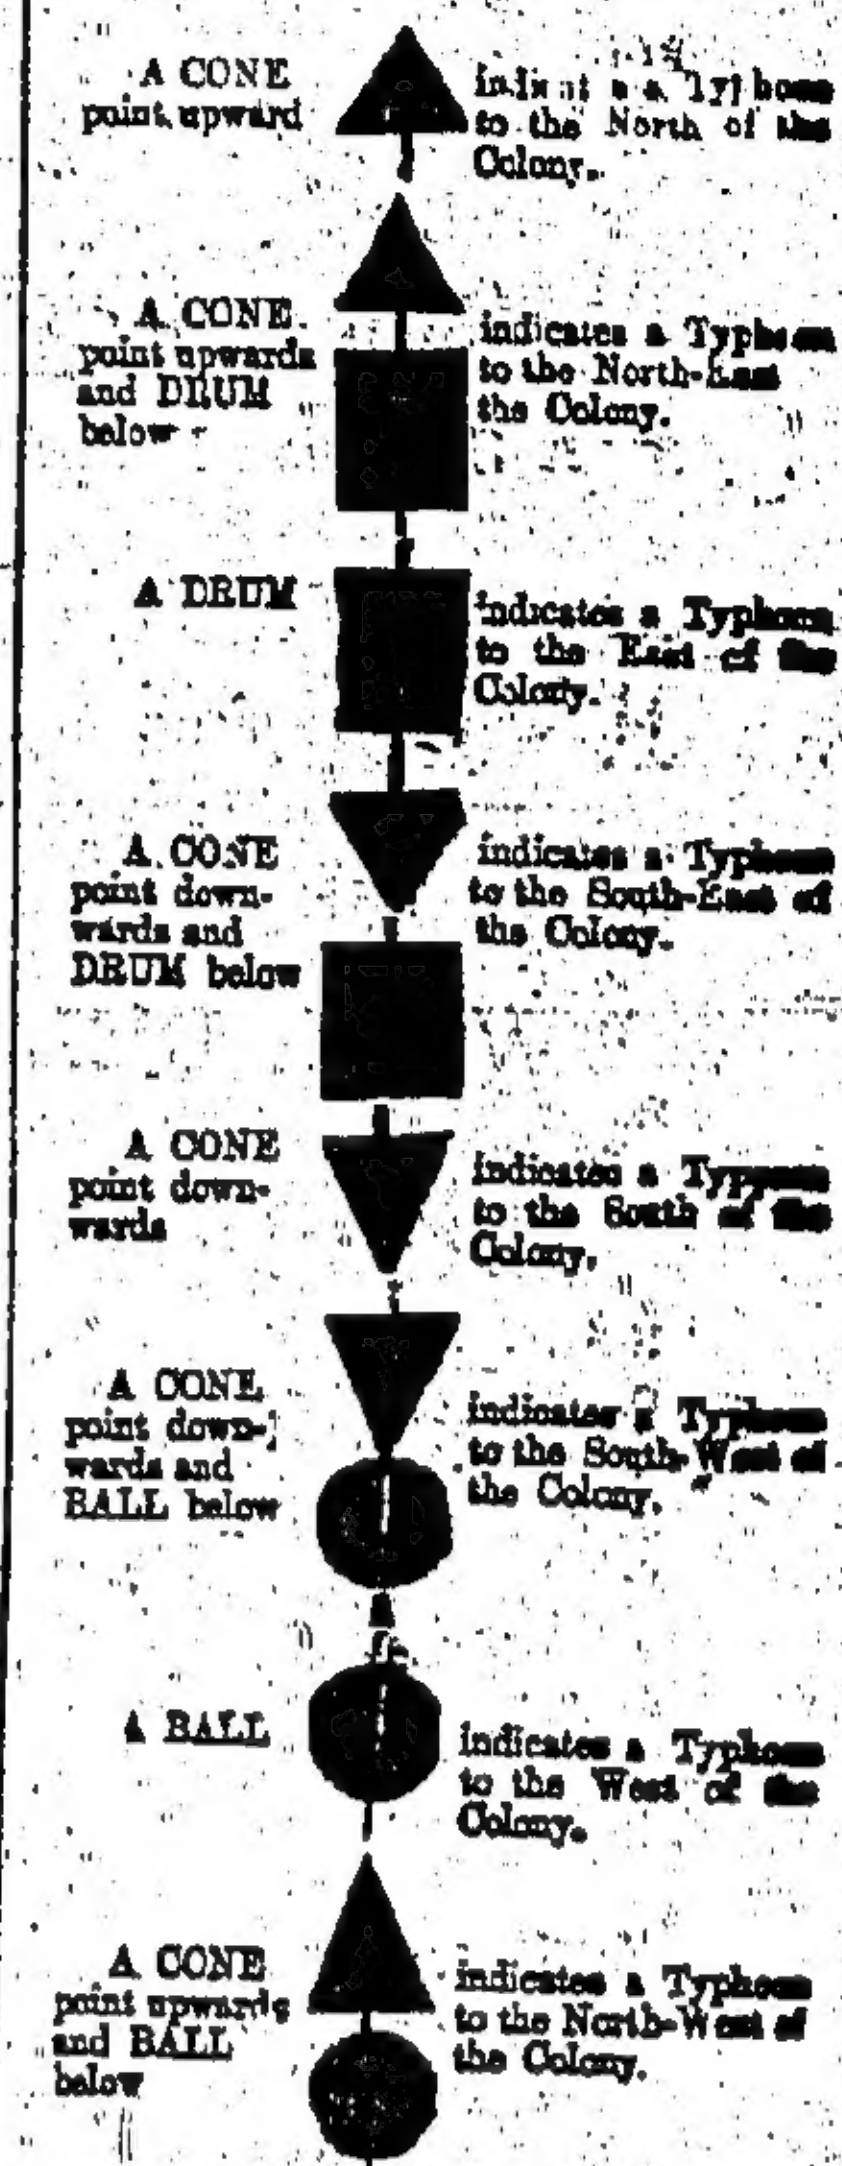 A CONE
point upward
indicates a Typhoon
to the North of the
Colony.
A CONE
point upwards
and DRUM
below
indicates a Typhoon
to the North-East
the Colony.
A DRUM
indicates a Typhoon
to the East of the
Colony.
A CONE
point down-
wards and
DRUM below
indicates a Typhoon
to the South-East of
the Colony.
A CONE
point down-
wards
indicates a Typpoon
to the South of the
Colony.
A CONE
point down-
wards and
BALL below
indicates a Typhoon
to the South-West of
the Colony.
A BALL
indicates a Typhoon
to the West of the
Colony.
A CONE
point upwards
and BALL
below
indicates a Typhoon
to the North-West of
the Colony.